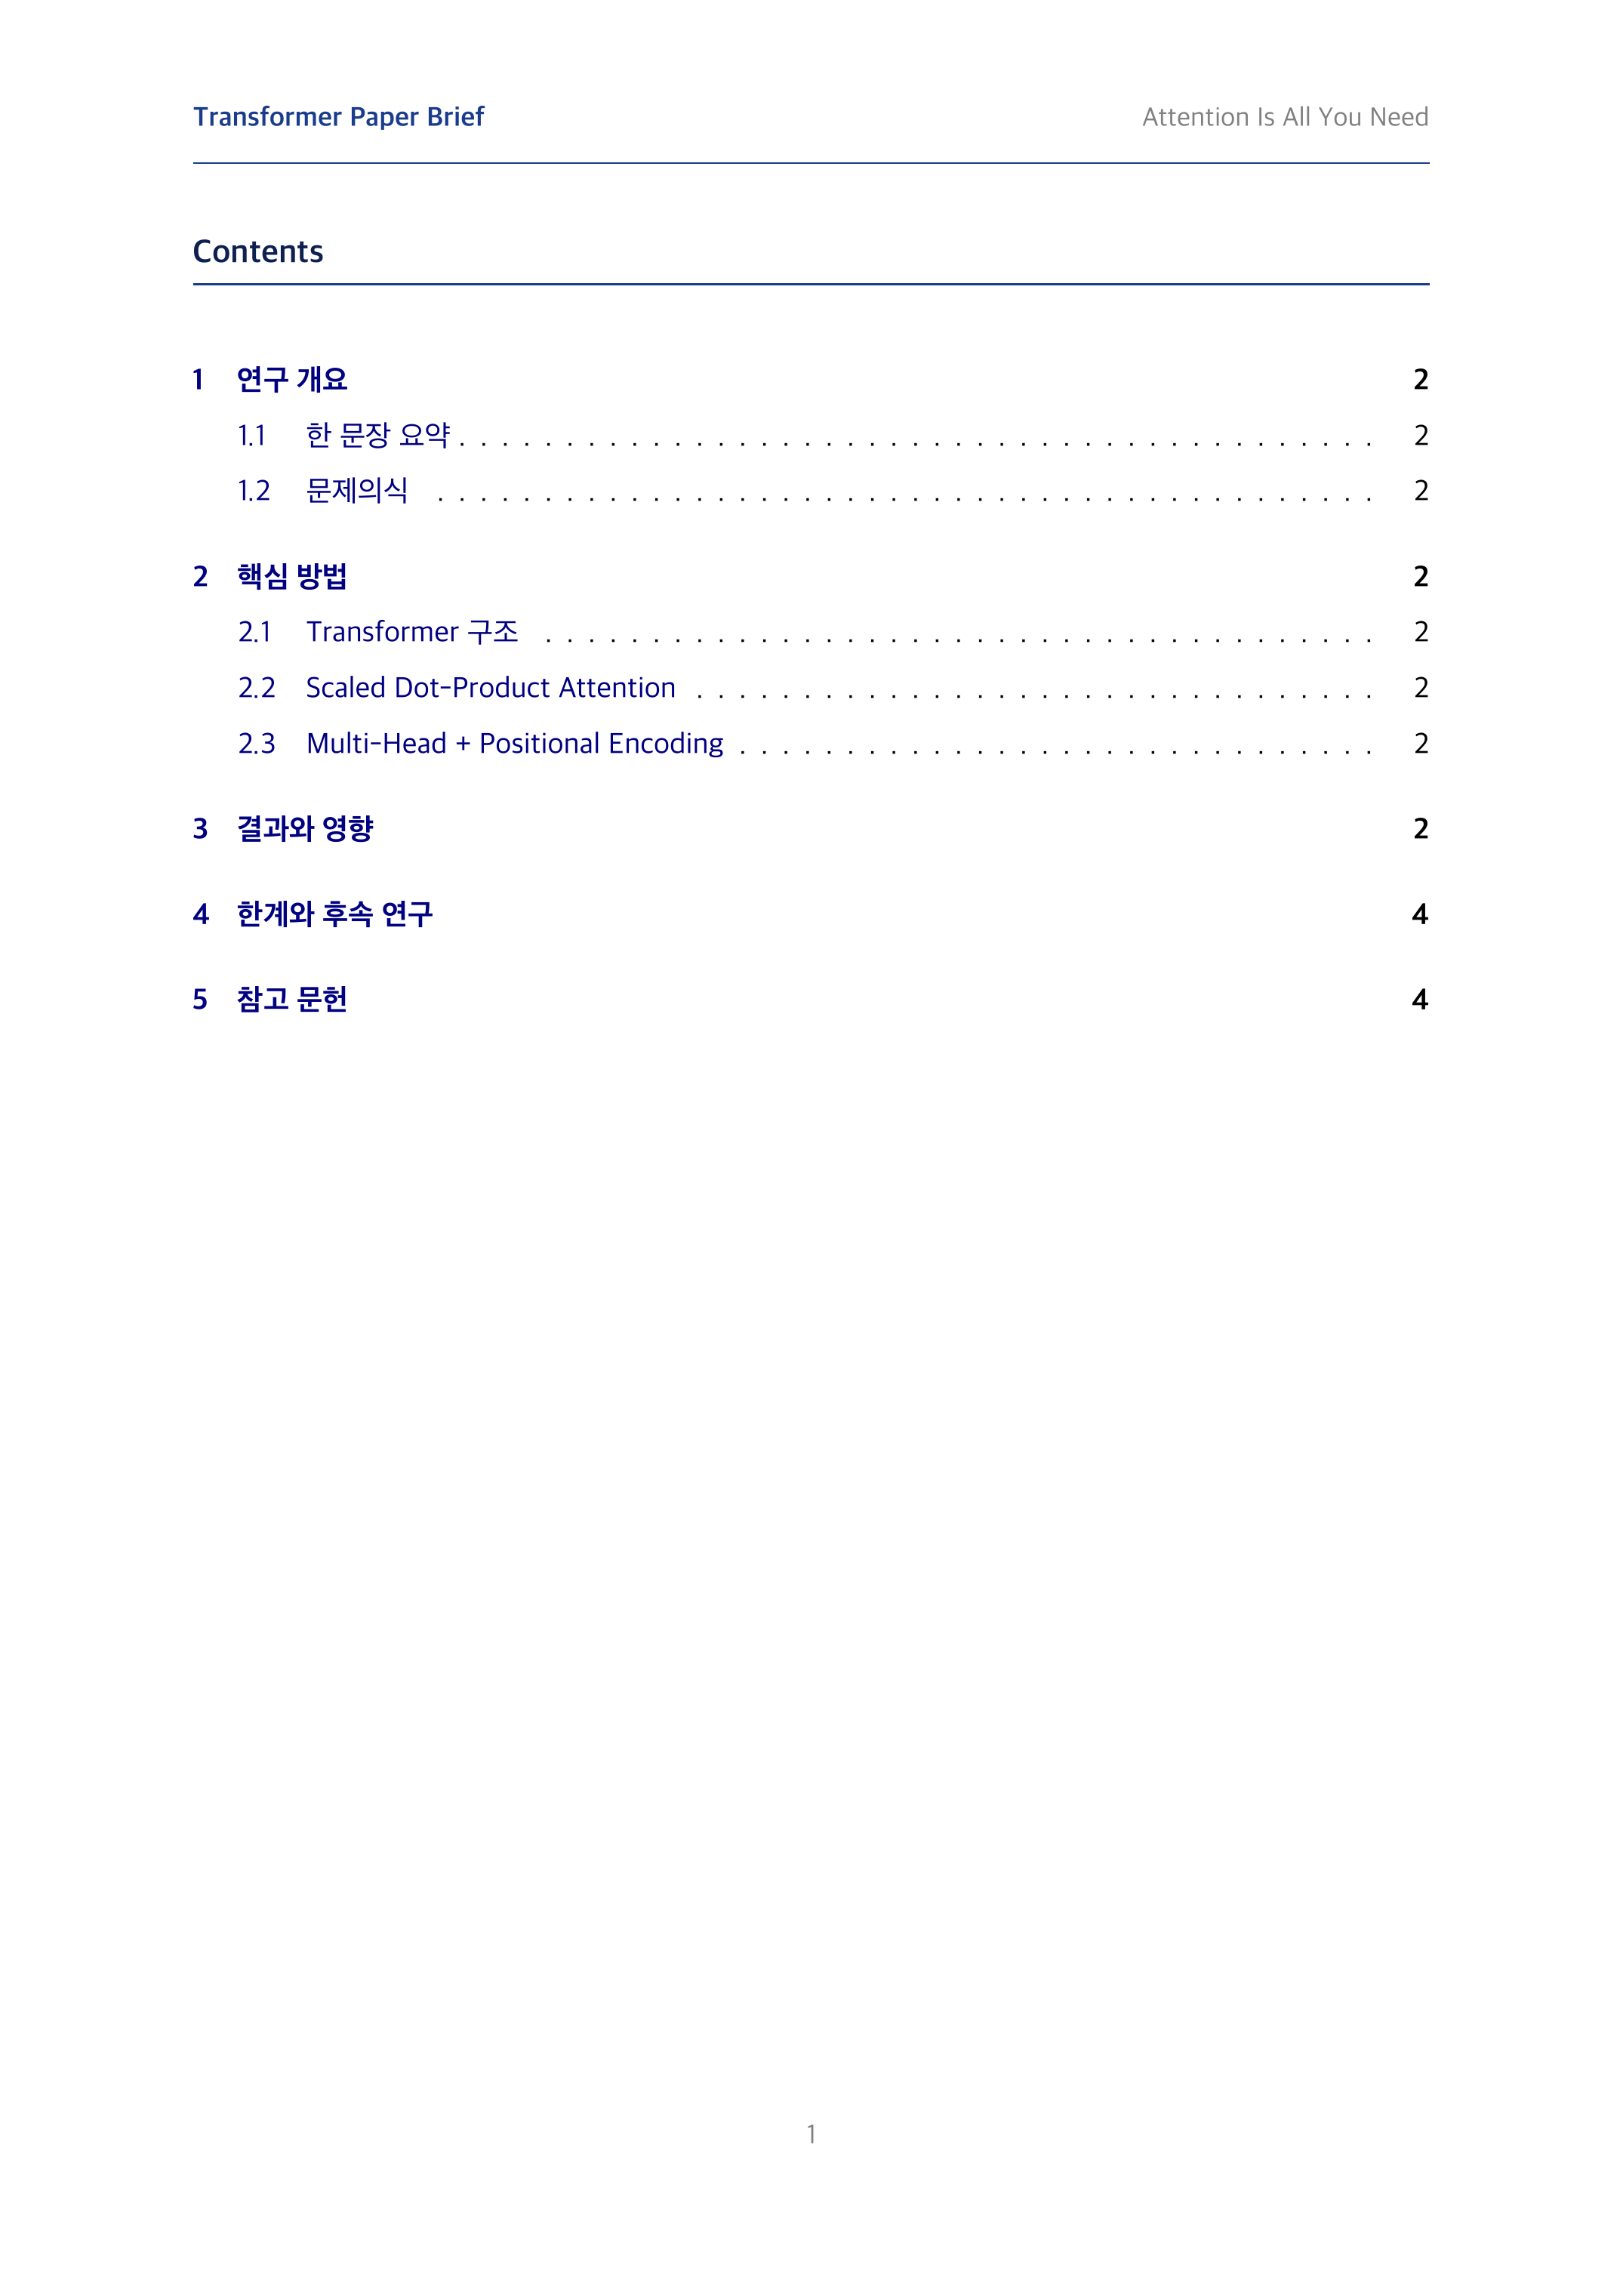 Transformer Paper Brief Attention Is All You Need
Contents
1 연구 개요 2
1.1 한 문장 요약 . . . . . . . . . . . . . . . . . . . . . . . . . . . . . . . . . . . . . . . . . . . 2
1.2 문제의식 . . . . . . . . . . . . . . . . . . . . . . . . . . . . . . . . . . . . . . . . . . . . 2
2 핵심 방법 2
2.1 Transformer 구조 . . . . . . . . . . . . . . . . . . . . . . . . . . . . . . . . . . . . . . . 2
2.2 Scaled Dot-Product Attention . . . . . . . . . . . . . . . . . . . . . . . . . . . . . . . . 2
2.3 Multi-Head + Positional Encoding . . . . . . . . . . . . . . . . . . . . . . . . . . . . . . 2
3 결과와 영향 2
4 한계와 후속 연구 4
5 참고 문헌 4
1